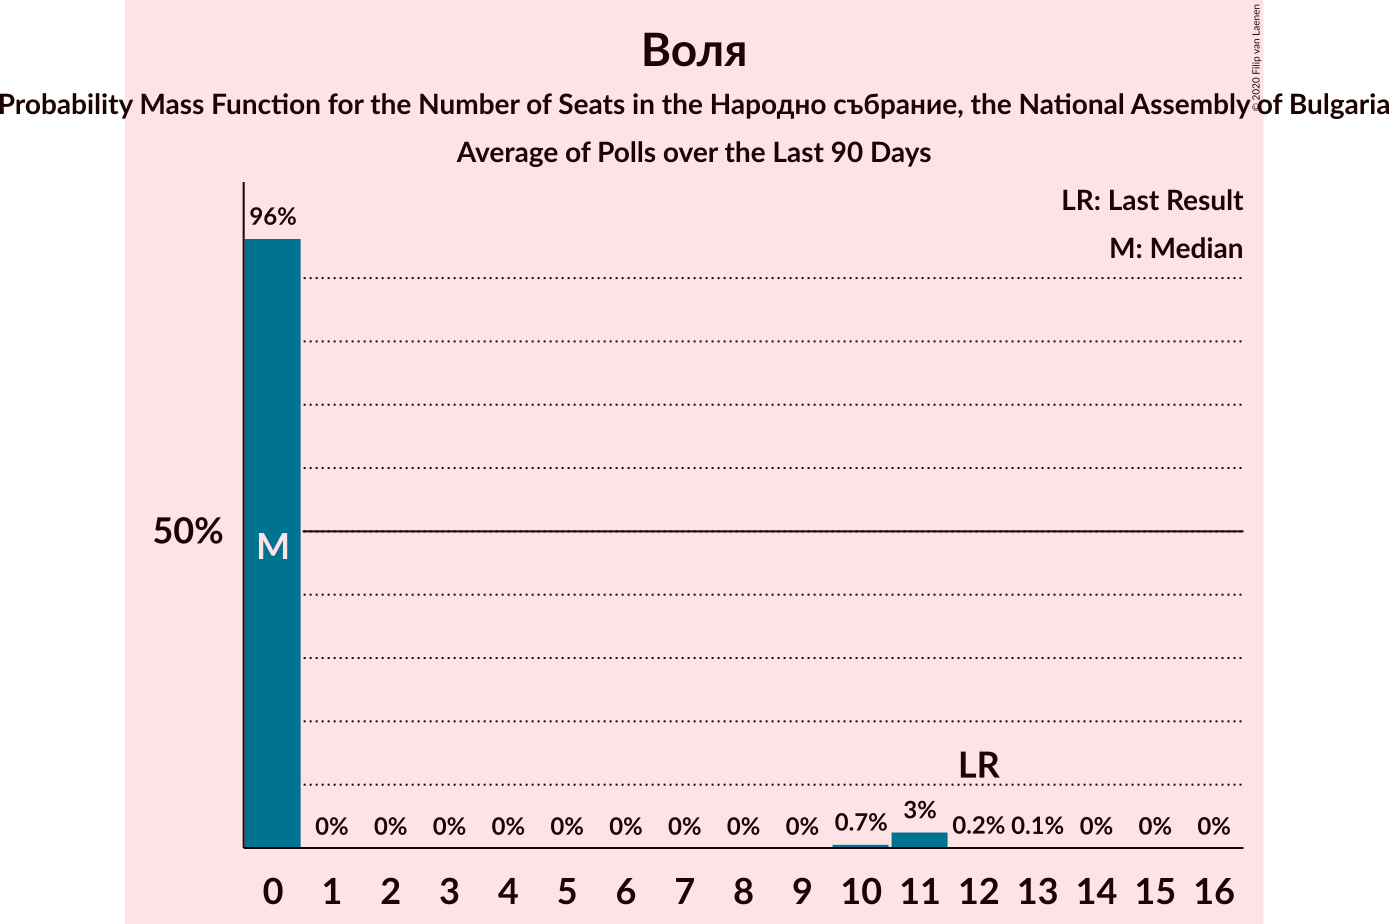 Воля
Probability Mass Function for the Number of Seats in the Народно събрание, the National Assembly of Bulgaria
Average of Polls over the Last 90 Days
© 2020 Filip van Laenen
LR: Last Result
M: Median
96%
50%
M
LR
0% 0% 0% 0% 0% 0% 0% 0% 0% 0.7% 3% 0.2% 0.1% 0% 0% 0%
0 1 2 3 4 5 6 7 8 9 10 11 12 13 14 15 16